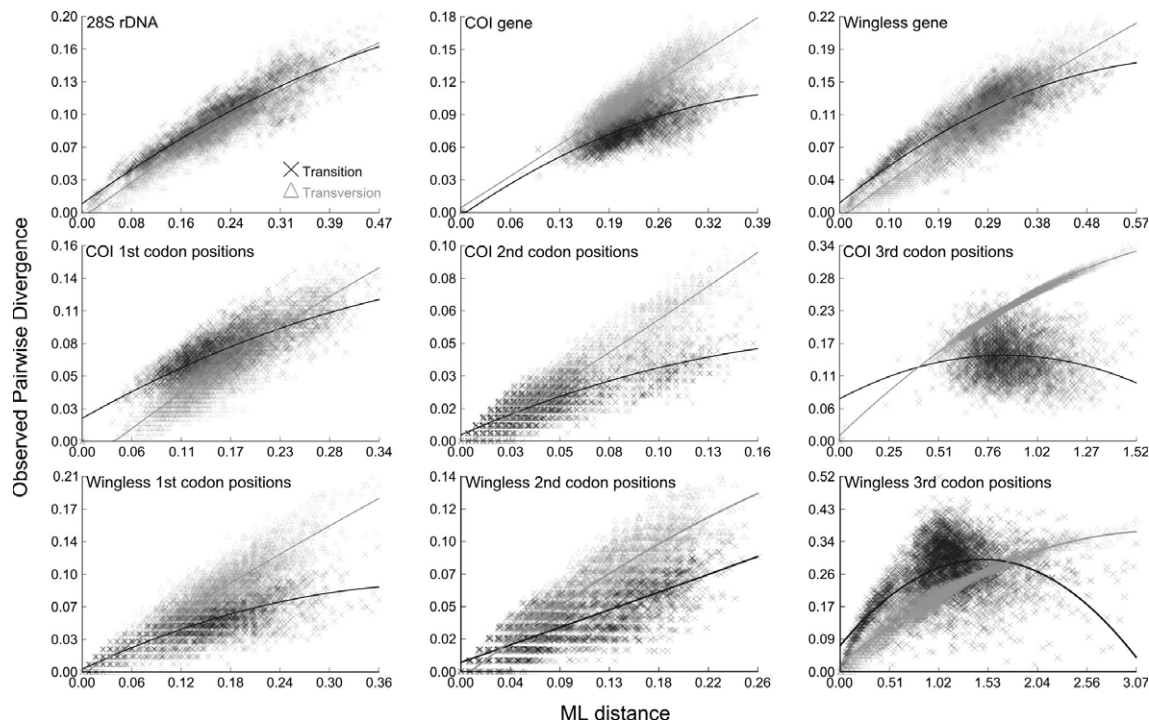 Observed Pairwise Divergence
28S rDNA
0.20
0.16
0.13
0.10
0.07
0.03
0.00
0.00 0.08 0.16 0.24 0.31 0.39 0.47
Transition
Transversion
COI gene
0.18
0.15
0.12
0.09
0.06
0.03
0.00
0.00 0.06 0.13 0.20 0.26 0.32 0.39
Wingless gene
0.22
0.18
0.15
0.11
0.07
0.04
0.00
0.00 0.10 0.19 0.29 0.38 0.48 0.57
COI 1st codon positions
0.16
0.14
0.11
0.08
0.05
0.03
0.00
0.00 0.06 0.12 0.17 0.23 0.28 0.34
COI 2nd codon positions
0.10
0.08
0.06
0.05
0.03
0.02
0.00
0.00 0.03 0.06 0.08 0.10 0.13 0.16
COI 3rd codon positions
0.34
0.28
0.23
0.17
0.11
0.06
0.00
0.00 0.51 0.76 1.02 1.27 1.52
Wingless 1st codon positions
0.21
0.17
0.14
0.10
0.07
0.03
0.00
0.00 0.06 0.12 0.18 0.24 0.30 0.36
Wingless 2nd codon positions
0.14
0.12
0.09
0.07
0.05
0.02
0.00
0.00 0.04 0.09 0.13 0.18 0.22 0.26
Wingless 3rd codon positions
0.52
0.43
0.34
0.26
0.17
0.09
0.00
0.00 0.51 1.02 1.53 2.05 2.56 3.07
ML distance